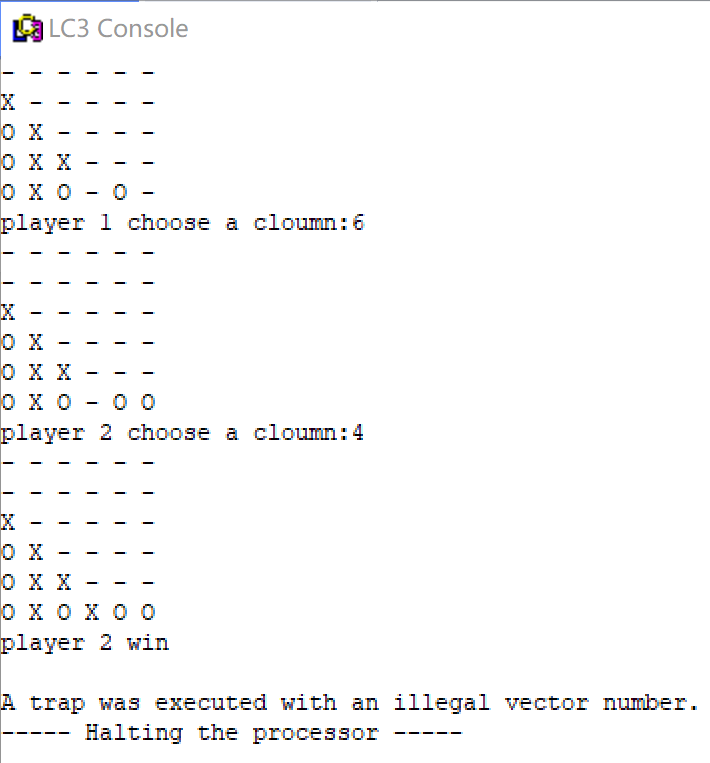 LC3 Console
- - - - - -
X - - - - -
O X - - - -
O X X - - -
O X O - O -
player 1 choose a cloumn:6
- - - - - -
- - - - - -
X - - - - -
O X - - - -
O X X - - -
O X O - O O
player 2 choose a cloumn:4
- - - - - -
- - - - - -
X - - - - -
O X - - - -
O X X - - -
O X O X O O
player 2 win
A trap was executed with an illegal vector number.
----- Halting the processor -----